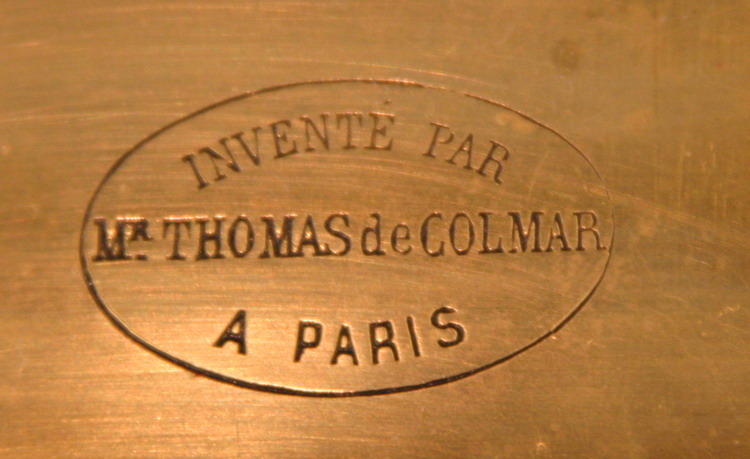 INVENTÉ PAR
MR. THOMAS de COLMAR
A PARIS